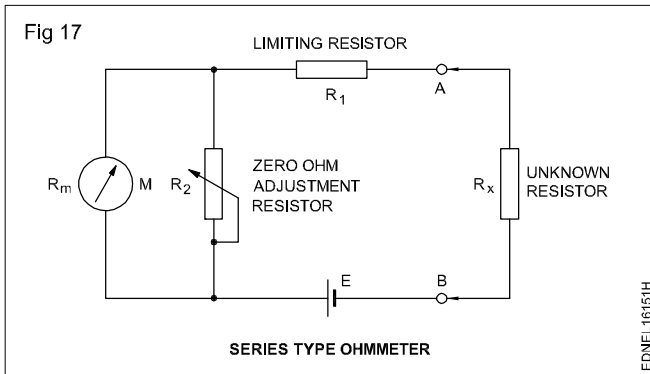 Fig 17
LIMITING RESISTOR
R1
A
Rm
M
R2
ZERO OHM
ADJUSTMENT
RESISTOR
Rx
UNKNOWN
RESISTOR
E
B
SERIES TYPE OHMMETER
EDNEL16151H